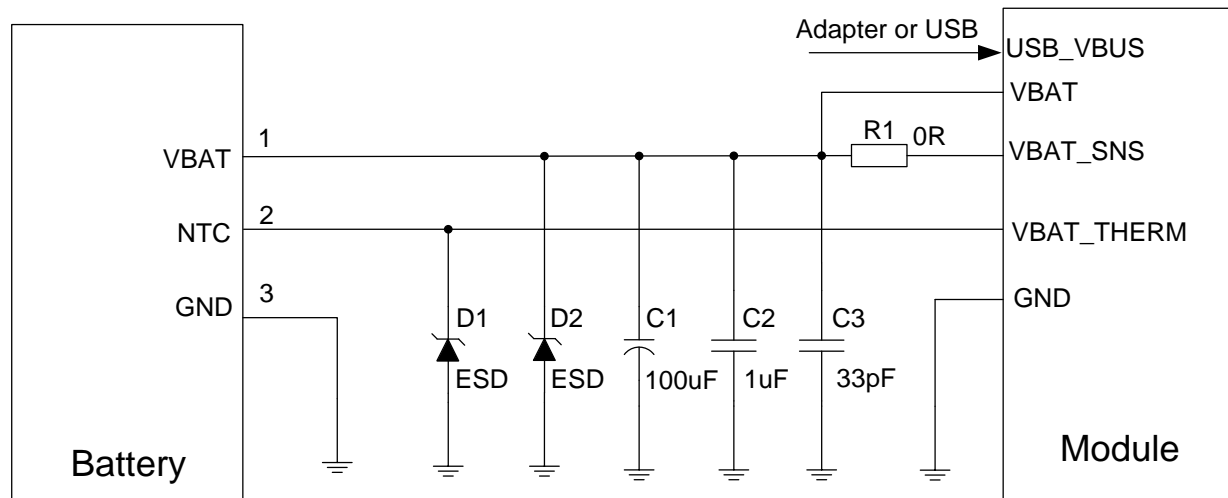 Adapter or USB
USB_VBUS
VBAT
R1 0R
1
VBAT
VBAT_SNS
2
NTC
VBAT_THERM
3
GND
GND
D1
D2
C1
C2
C3
ESD
ESD
100uF
1uF
33pF
Battery
Module